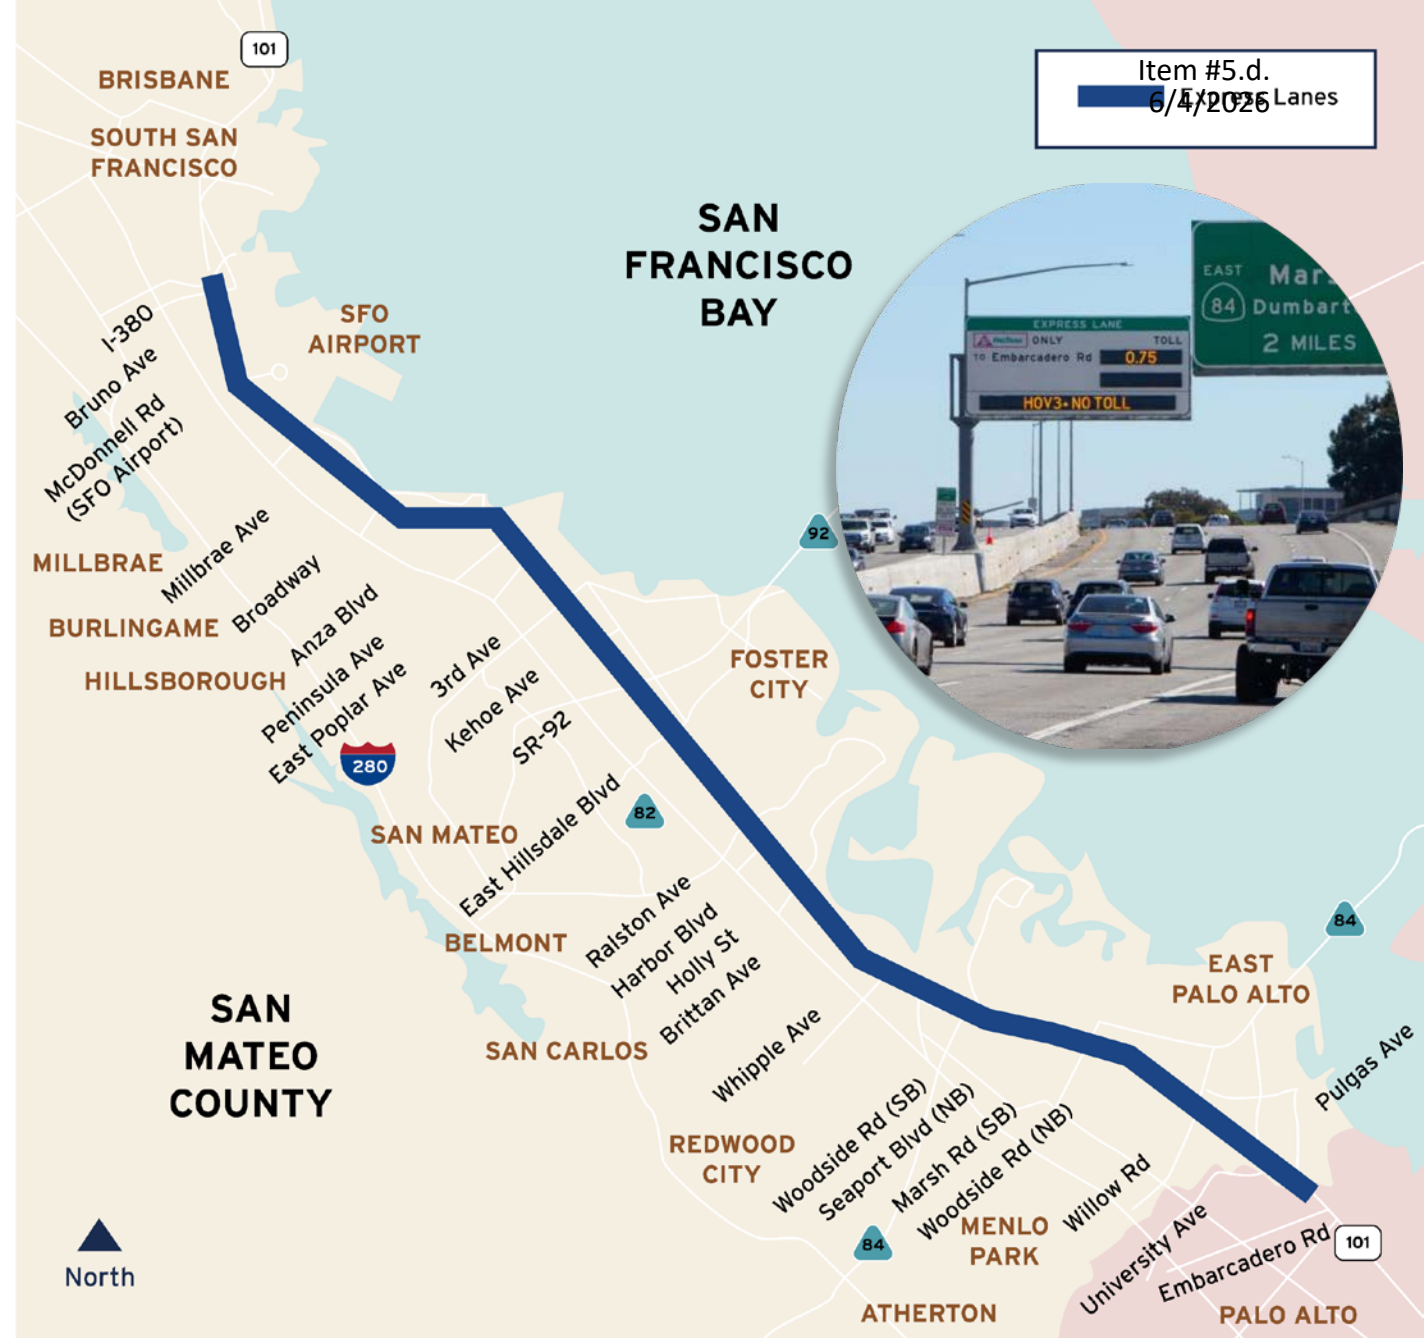 101
BRISBANE
SOUTH SAN
FRANCISCO
Item #5.d.
6/4/2026
Express Lanes
SAN
FRANCISCO
BAY
SFO
AIRPORT
I-380
Bruno Ave
McDonnell Rd
(SFO Airport)
EAST
84
Mar
Dumbart
2 MILES
EXPRESS LANE
FasTrak ONLY TOLL
TO Embarcadero Rd 0.75
HOV3+ NO TOLL
92
MILLBRAE
Millbrae Ave
BURLINGAME
Broadway
HILLSBOROUGH
Anza Blvd
Peninsula Ave
East Poplar Ave
3rd Ave
Kehoe Ave
SR-92
FOSTER
CITY
280
82
SAN MATEO
East Hillsdale Blvd
BELMONT
Ralston Ave
Harbor Blvd
Holly St
Brittan Ave
84
EAST
PALO ALTO
SAN
MATEO
COUNTY
SAN CARLOS
Whipple Ave
Pulgas Ave
REDWOOD
CITY
Woodside Rd (SB)
Seaport Blvd (NB)
Marsh Rd (SB)
Woodside Rd (NB)
Willow Rd
MENLO
PARK
84
University Ave
Embarcadero Rd
101
North
ATHERTON
PALO ALTO